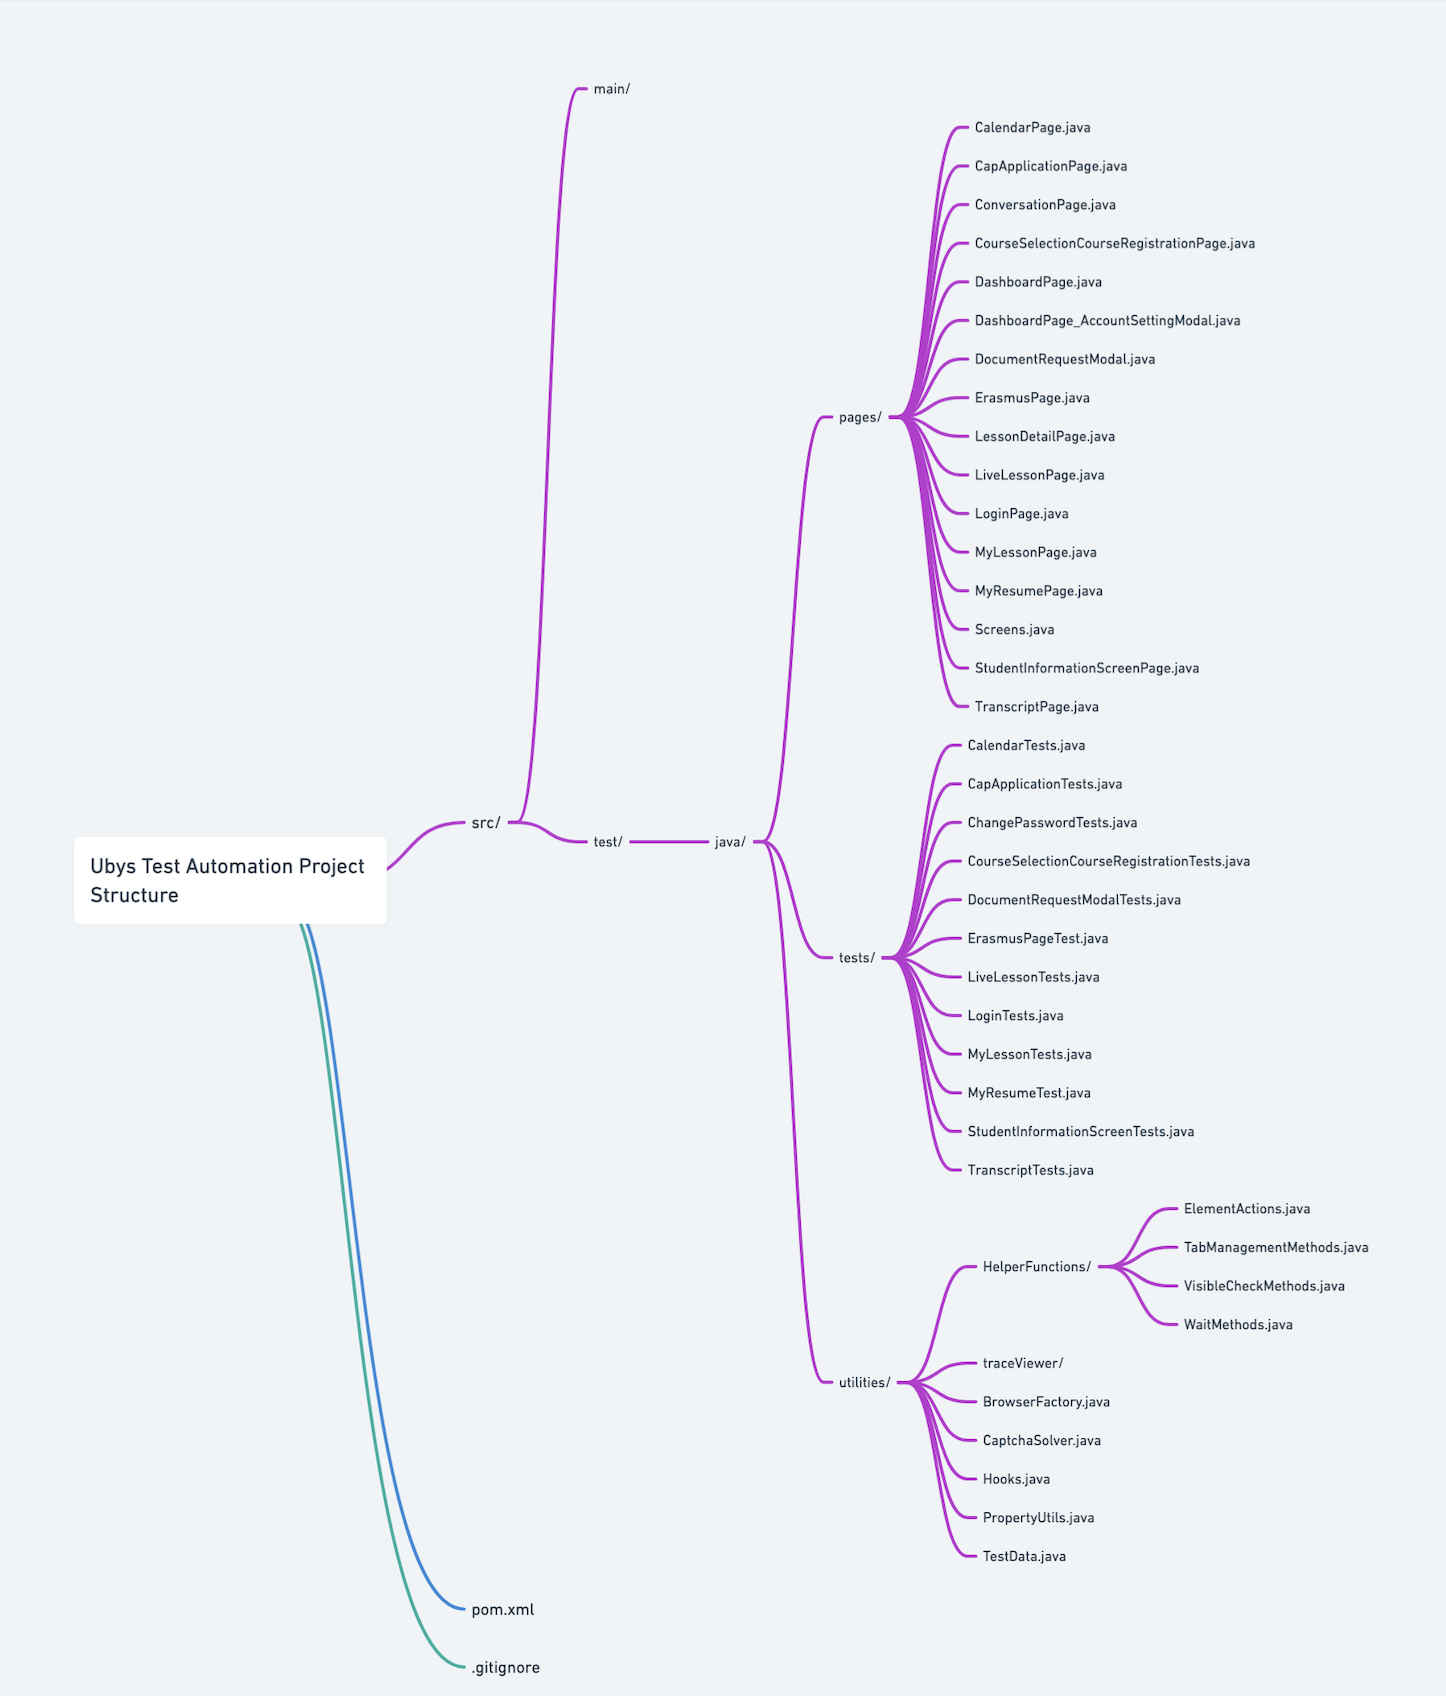 Ubys Test Automation Project
Structure
src/
main/
test/
java/
pages/
CalendarPage.java
CapApplicationPage.java
ConversationPage.java
CourseSelectionCourseRegistrationPage.java
DashboardPage.java
DashboardPage_AccountSettingModal.java
DocumentRequestModal.java
ErasmusPage.java
LessonDetailPage.java
LiveLessonPage.java
LoginPage.java
MyLessonPage.java
MyResumePage.java
Screens.java
StudentInformationScreenPage.java
TranscriptPage.java
tests/
CalendarTests.java
CapApplicationTests.java
ChangePasswordTests.java
CourseSelectionCourseRegistrationTests.java
DocumentRequestModalTests.java
ErasmusPageTest.java
LiveLessonTests.java
LoginTests.java
MyLessonTests.java
MyResumeTest.java
StudentInformationScreenTests.java
TranscriptTests.java
utilities/
HelperFunctions/
ElementActions.java
TabManagementMethods.java
VisibleCheckMethods.java
WaitMethods.java
traceViewer/
BrowserFactory.java
CaptchaSolver.java
Hooks.java
PropertyUtils.java
TestData.java
pom.xml
.gitignore